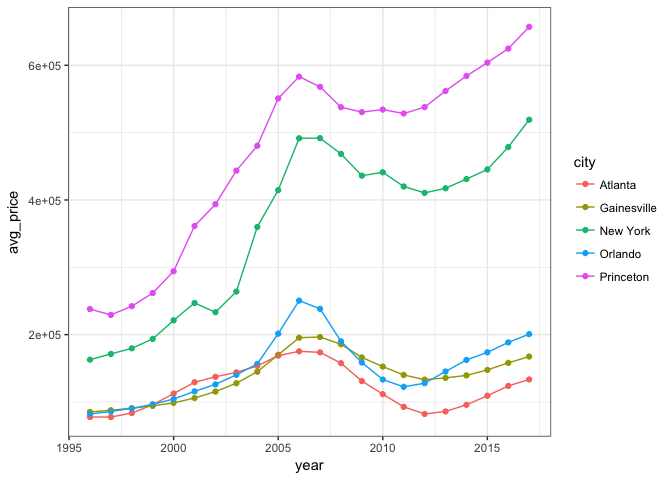 6e+05
4e+05
2e+05
avg_price
1995
2000
2005
2010
2015
year
city
Atlanta
Gainesville
New York
Orlando
Princeton